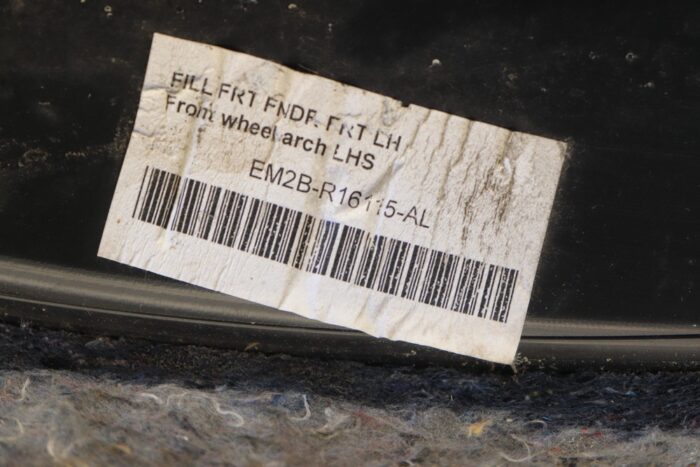 FILL FRT FNDR FRT LH
Front wheel arch LHS
EM2B-R16115-AL